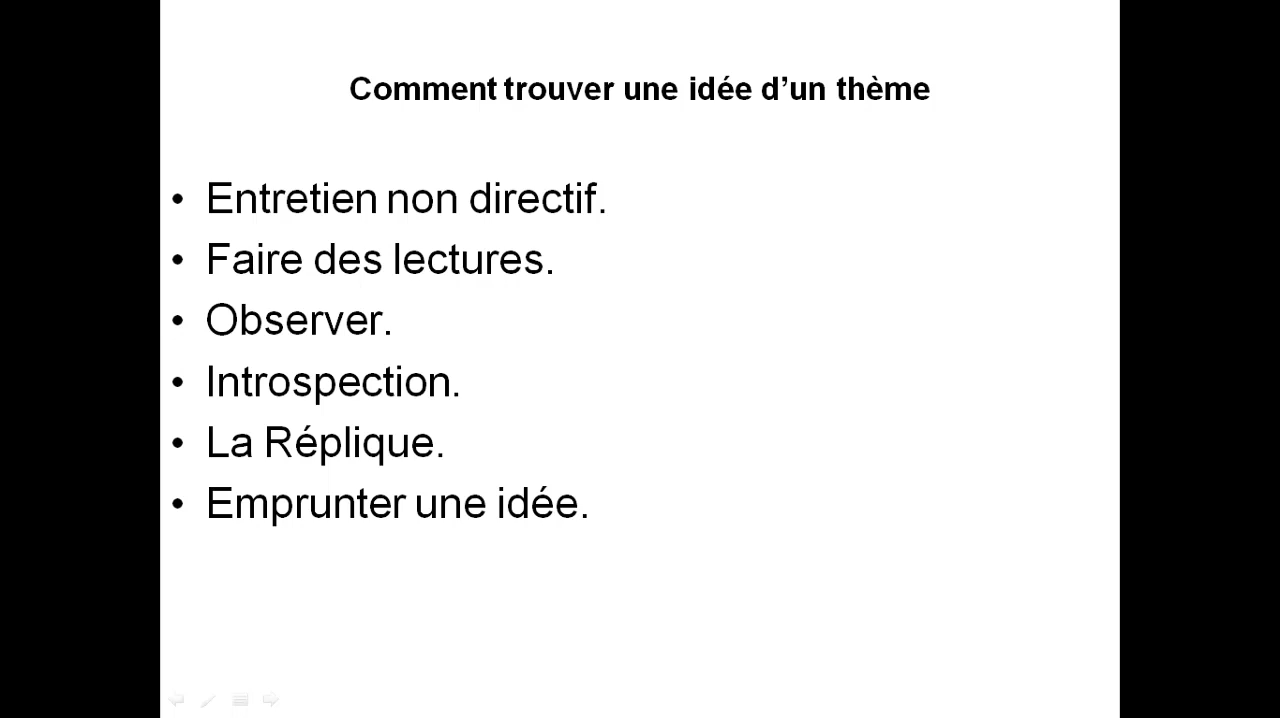 Comment trouver une idée d’un thème
• Entretien non directif.
• Faire des lectures.
• Observer.
• Introspection.
• La Réplique.
• Emprunter une idée.